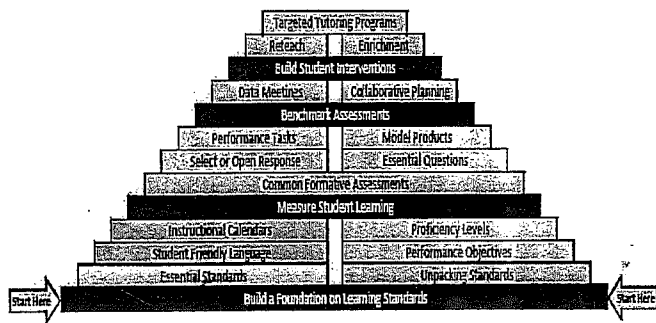 Targeted Tutoring Programs
Reteach Enrichment
Build Student Interventions
Data Meetings Collaborative Planning
Benchmark Assessments
Performance Tasks Model Products
Select or Open Response Essential Questions
Common Formative Assessments
Measure Student Learning
Instructional Calendars Proficiency Levels
Student Friendly Language Performance Objectives
Essential Standards Unpacking Standards
Start Here Build a Foundation on Learning Standards Start Here